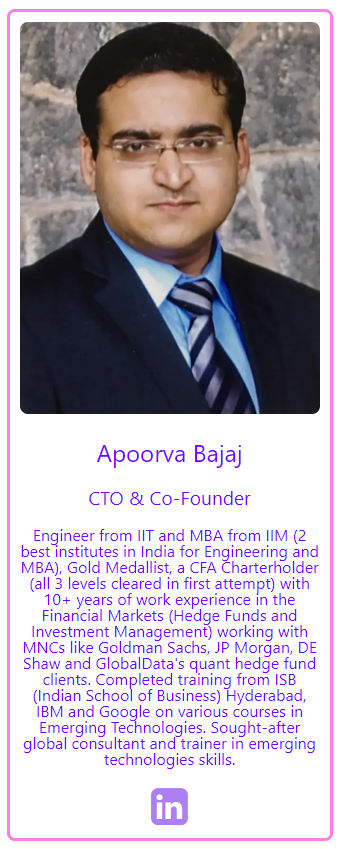 Apoorva Bajaj
CTO & Co-Founder
Engineer from IIT and MBA from IIM (2
best institutes in India for Engineering and
MBA), Gold Medallist, a CFA Charterholder
(all 3 levels cleared in first attempt) with
10+ years of work experience in the
Financial Markets (Hedge Funds and
Investment Management) working with
MNCs like Goldman Sachs, JP Morgan, DE
Shaw and GlobalData's quant hedge fund
clients. Completed training from ISB
(Indian School of Business) Hyderabad,
IBM and Google on various courses in
Emerging Technologies. Sought-after
global consultant and trainer in emerging
technologies skills.
in